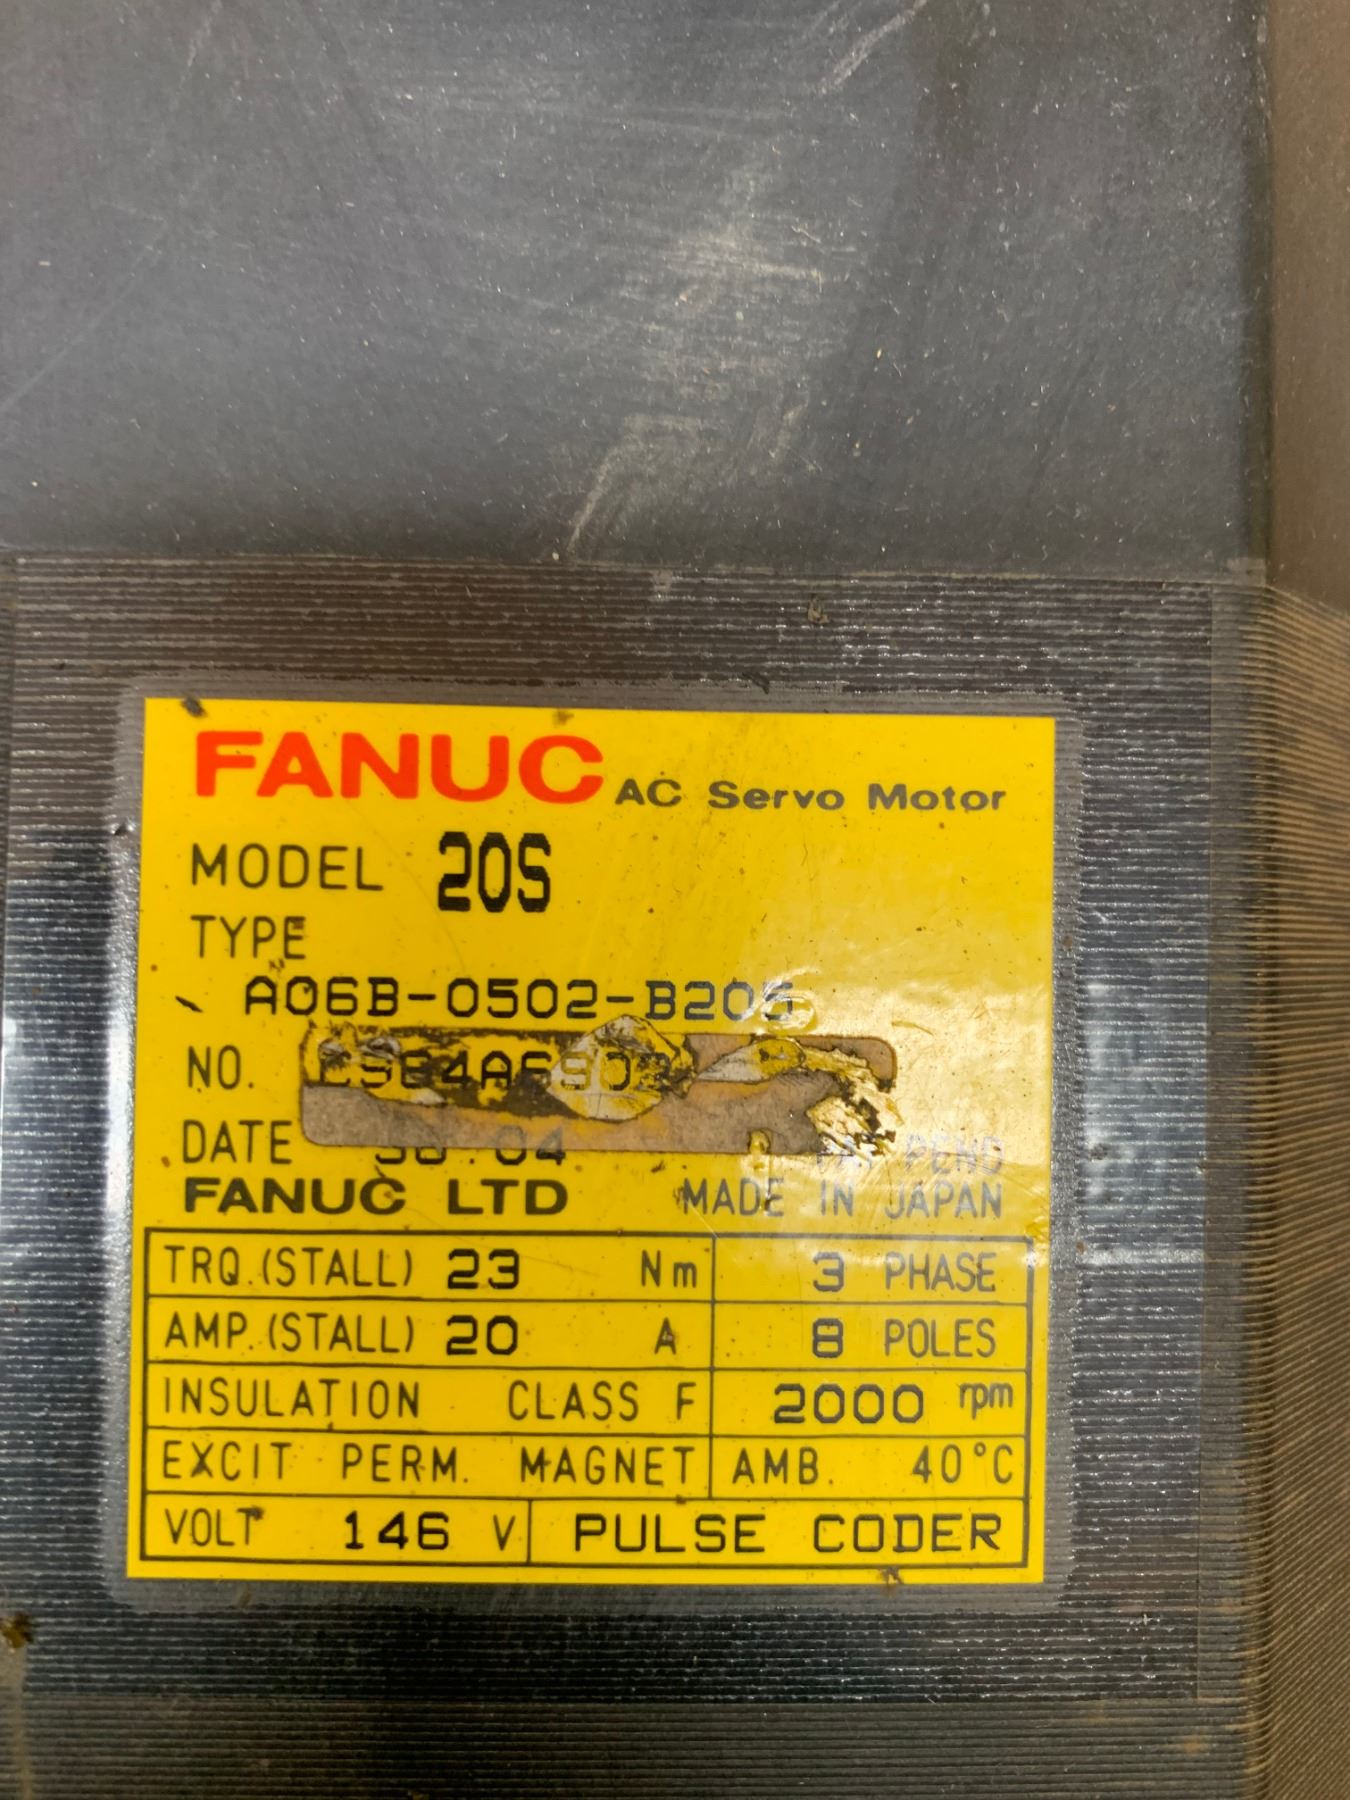 FANUC AC Servo Motor
MODEL 20S
TYPE
A06B-0502-B205
NO.
DATE 04
PEND
FANUC LTD MADE IN JAPAN
TRQ.(STALL) 23 Nm 3 PHASE
AMP.(STALL) 20 A 8 POLES
INSULATION CLASS F 2000 rpm
EXCIT PERM. MAGNET AMB. 40°C
VOLT 146 V PULSE CODER